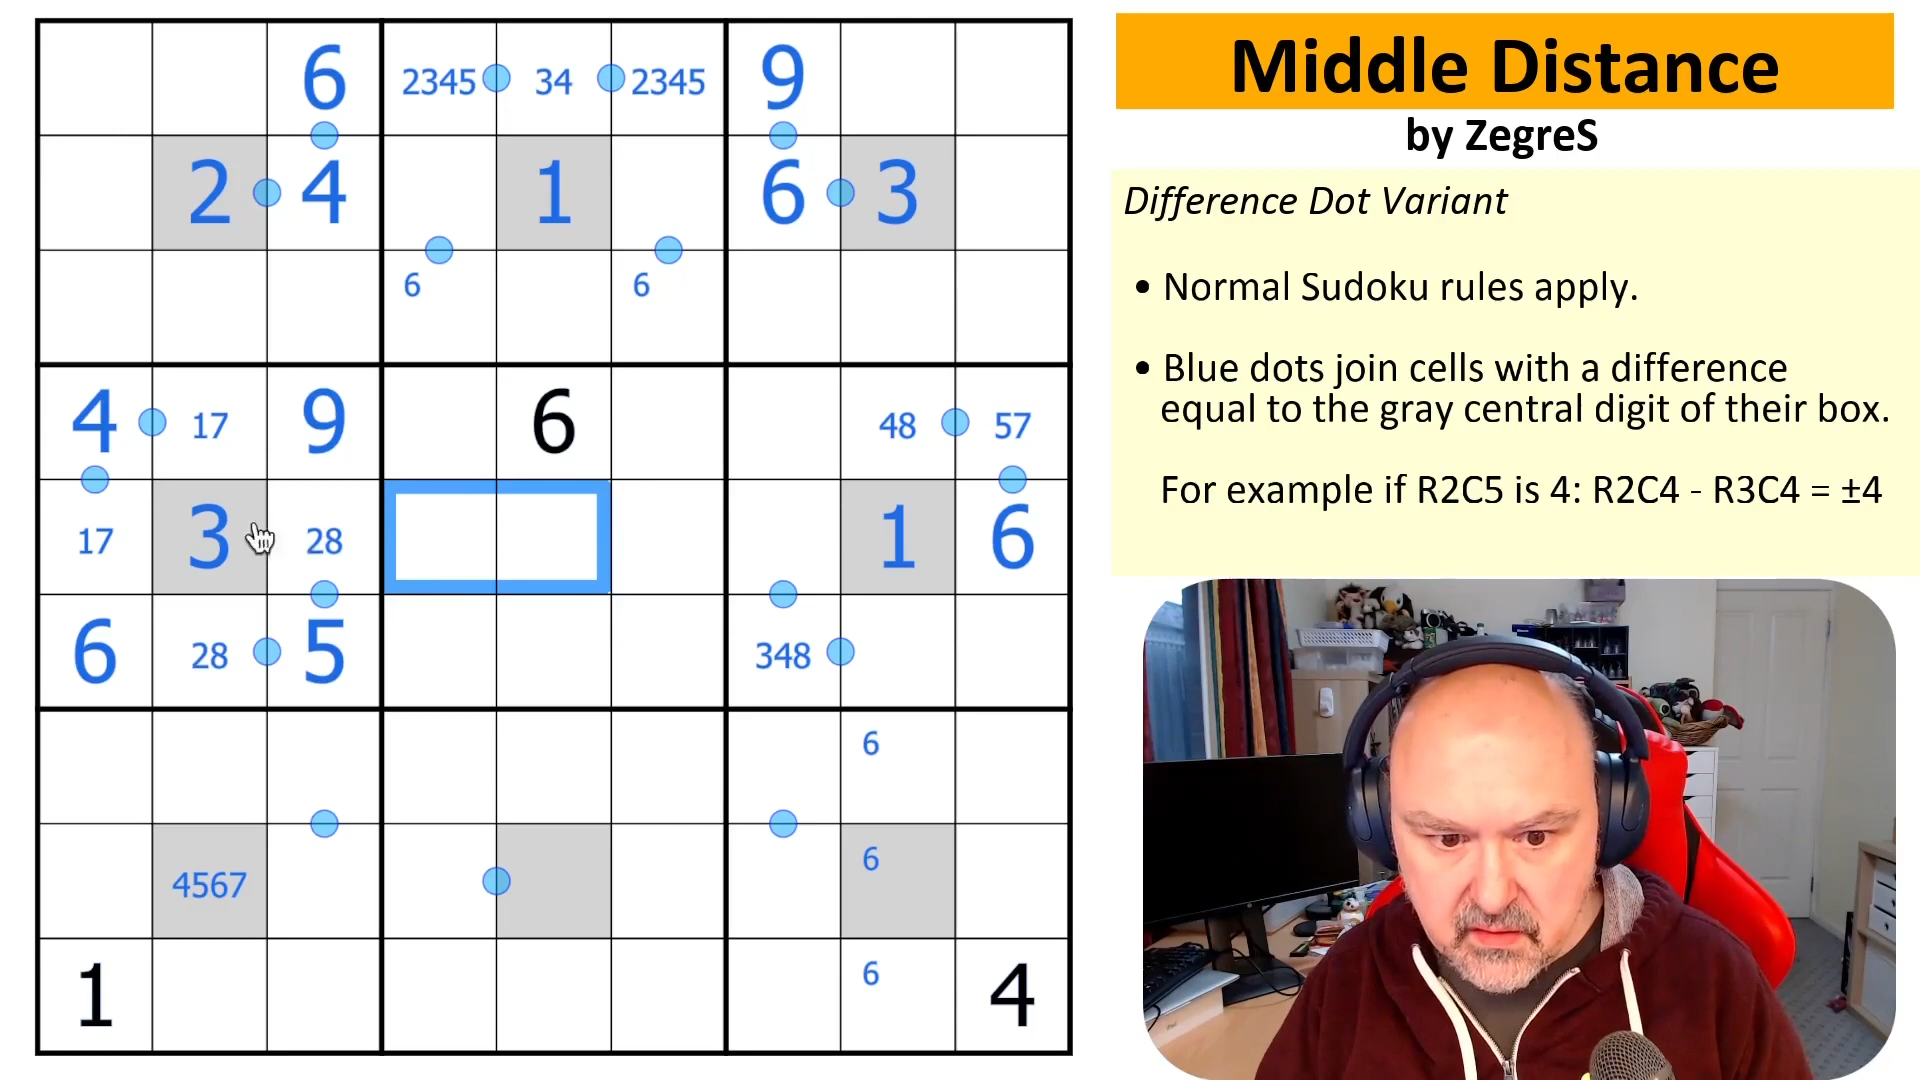 Middle Distance
by ZegreS
Difference Dot Variant
• Normal Sudoku rules apply.
• Blue dots join cells with a difference
equal to the gray central digit of their box.
For example if R2C5 is 4: R2C4 - R3C4 = ±4
6 2345 34 2345 9
2 4 1 6 3
6 6
4 17 9 6 48 57
17 3 28 1 6
6 28 5 348
6
4567 6
1 6 4